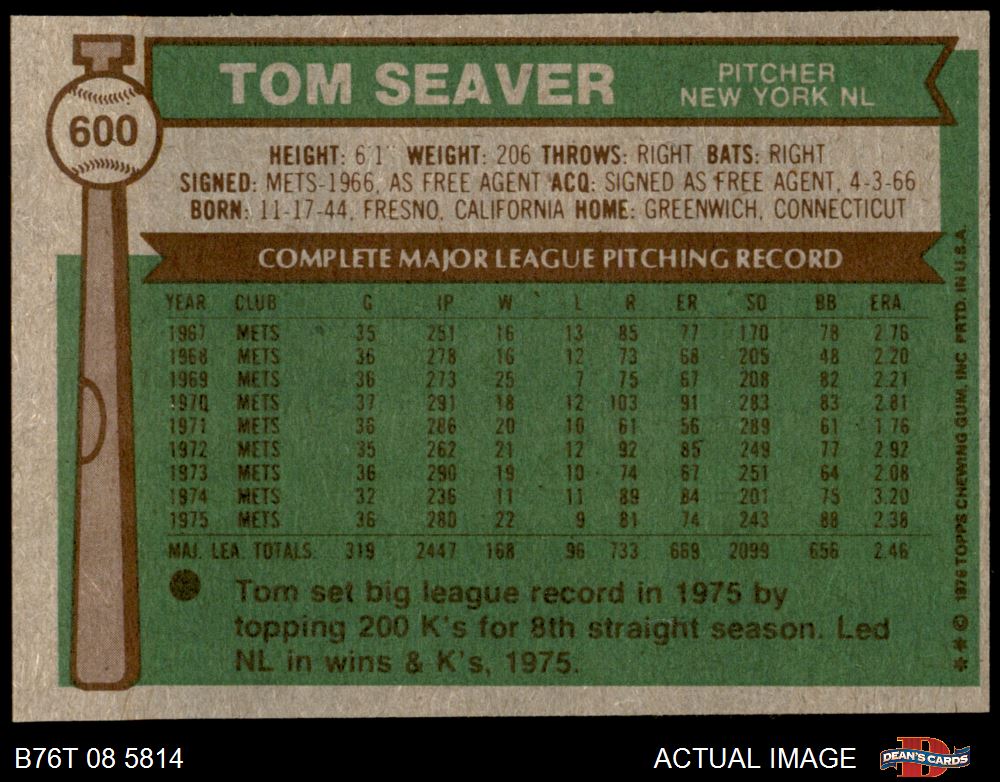 600
TOM SEAVER
PITCHER
NEW YORK NL
HEIGHT: 6'1" WEIGHT: 206 THROWS: RIGHT BATS: RIGHT
SIGNED: METS-1966, AS FREE AGENT ACQ: SIGNED AS FREE AGENT, 4-3-66
BORN: 11-17-44, FRESNO, CALIFORNIA HOME: GREENWICH, CONNECTICUT
COMPLETE MAJOR LEAGUE PITCHING RECORD
YEAR CLUB G IP W L R ER SO BB ERA
1967 METS 35 251 16 13 85 77 170 78 2.76
1968 METS 36 278 16 12 73 68 205 48 2.20
1969 METS 36 273 25 7 75 67 208 82 2.21
1970 METS 37 291 18 12 103 91 283 83 2.81
1971 METS 36 286 20 10 61 56 289 61 1.76
1972 METS 35 262 21 12 92 85 249 77 2.92
1973 METS 36 290 19 10 74 67 251 64 2.08
1974 METS 32 236 11 11 89 84 201 75 3.20
1975 METS 36 280 22 9 81 74 243 88 2.38
MAJ. LEA. TOTALS 319 2447 168 96 733 669 2099 656 2.46
Tom set big league record in 1975 by
topping 200 K's for 8th straight season. Led
NL in wins & K's, 1975.
** © 1976 TOPPS CHEWING GUM, INC. PRTD. IN U.S.A.
B76T 08 5814
ACTUAL IMAGE
DEAN'S CARDS